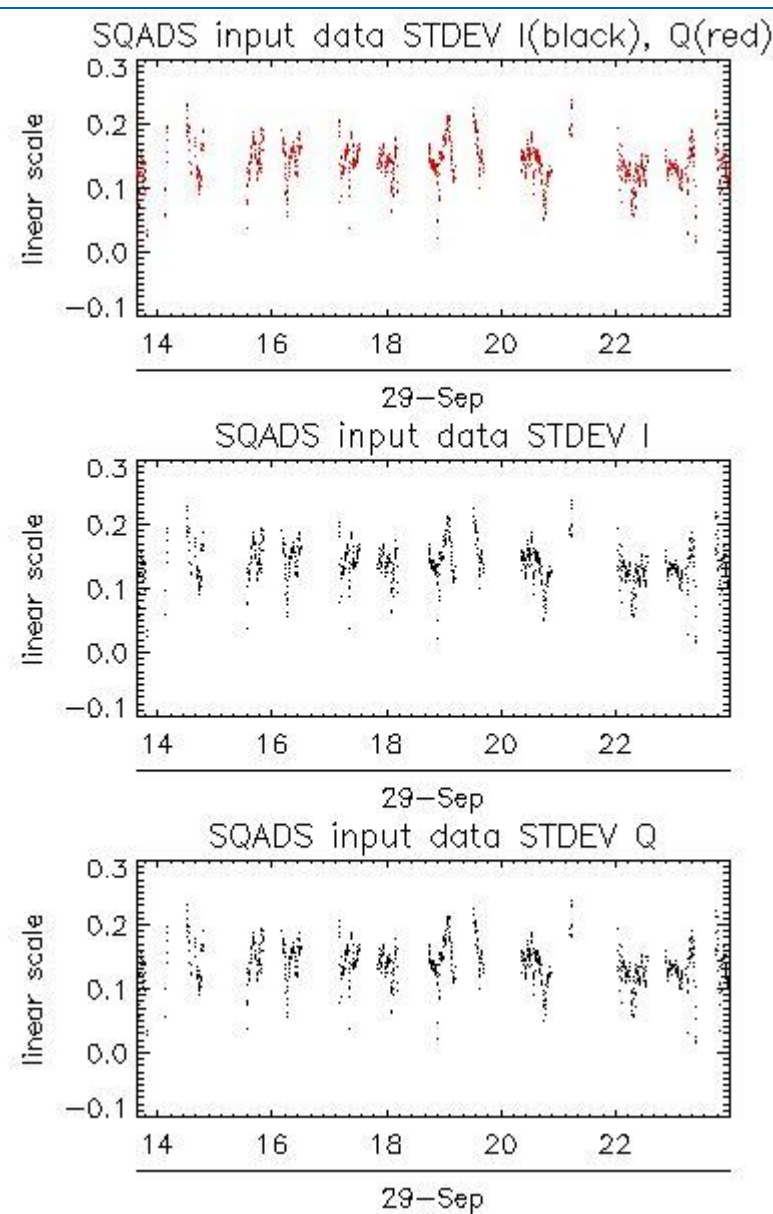 SQADS input data STDEV I(black), Q(red)
0.3
0.2
0.1
0.0
−0.1
linear scale
14 16 18 20 22
29−Sep
SQADS input data STDEV I
0.3
0.2
0.1
0.0
−0.1
linear scale
14 16 18 20 22
29−Sep
SQADS input data STDEV Q
0.3
0.2
0.1
0.0
−0.1
linear scale
14 16 18 20 22
29−Sep